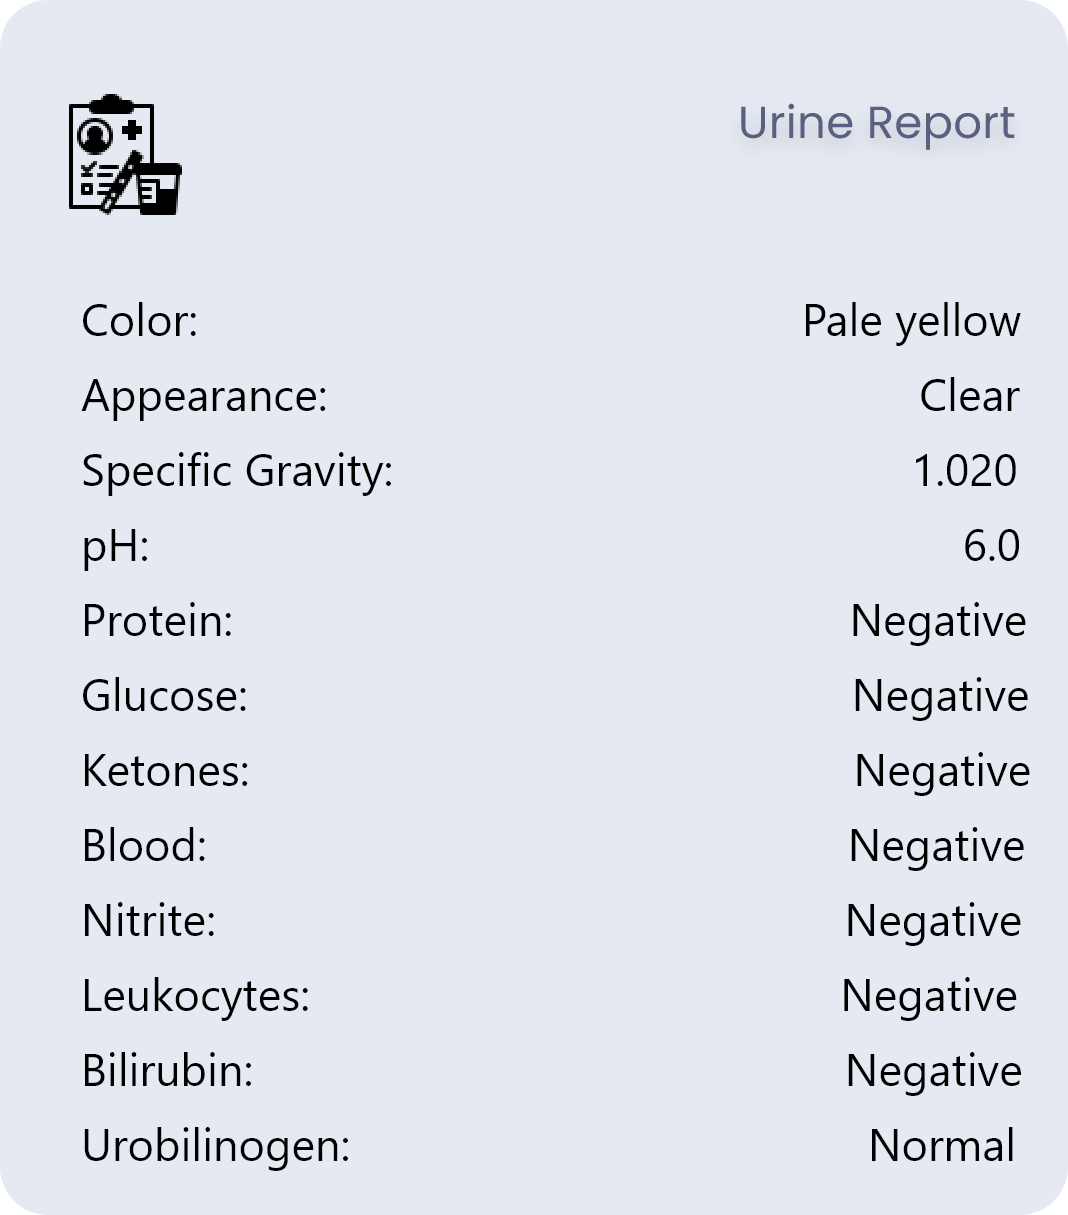 Urine Report
Color: Pale yellow
Appearance: Clear
Specific Gravity: 1.020
pH: 6.0
Protein: Negative
Glucose: Negative
Ketones: Negative
Blood: Negative
Nitrite: Negative
Leukocytes: Negative
Bilirubin: Negative
Urobilinogen: Normal